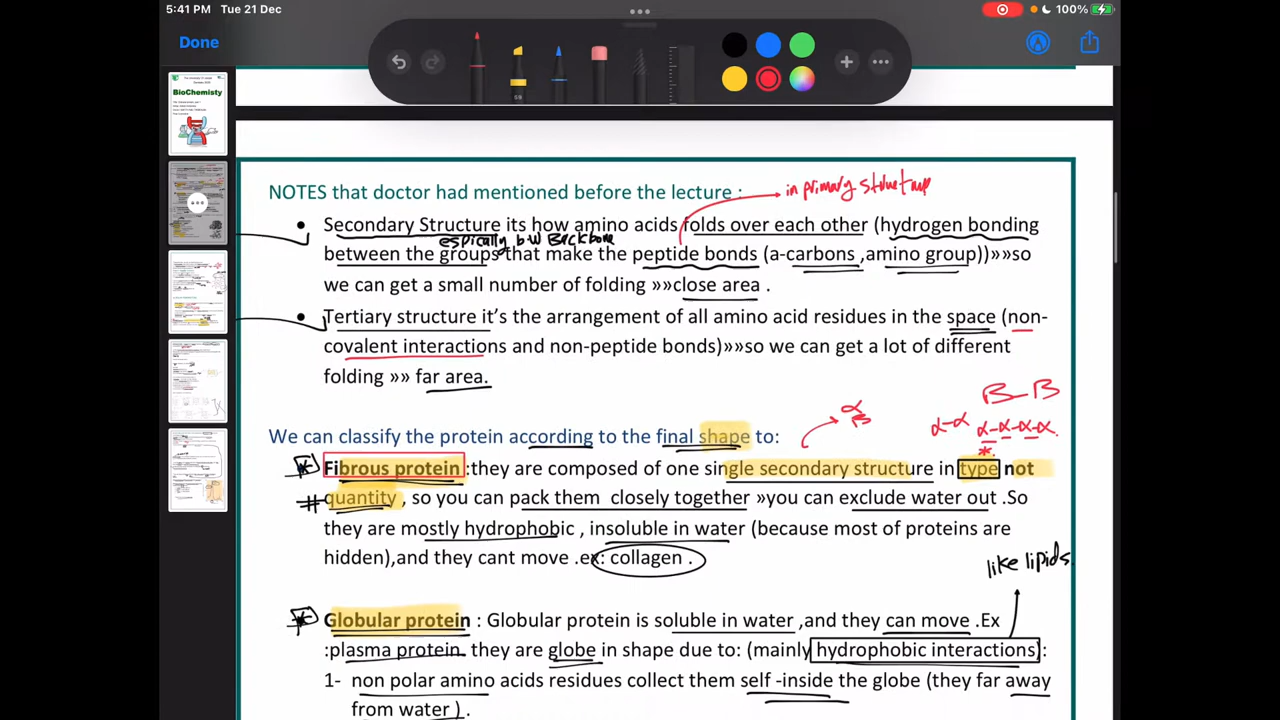 5:41 PM Tue 21 Dec
100%
Done
BioChemisty
NOTES that doctor had mentioned before the lecture :
in primary structure
• Secondary Structure its how amino acids folds over each other (hydogen bonding
espically b.w Backbone
between the groups that make the peptide bonds (a-carbons ,amino group))»»so
we can get a small number of folding »»close area .
• Tertiary structure it's the arrangement of all amino acid residus in the space (non-
covalent interactions and non-peptide bonds)»»so we can get alot of different
folding »» far area.
B-B
α
α-α
α-α-α-α.
We can classify the protein according to the final shape to:
* Fibrous protein :they are composed of one single secondary structure in type not
# quantity , so you can pack them closely together »you can exclude water out .So
they are mostly hydrophobic , insoluble in water (because most of proteins are
hidden),and they cant move .ex: collagen .
like lipids
* Globular protein : Globular protein is soluble in water ,and they can move .Ex
:plasma protein they are globe in shape due to: (mainly hydrophobic interactions):
1- non polar amino acids residues collect them self -inside the globe (they far away
from water ).